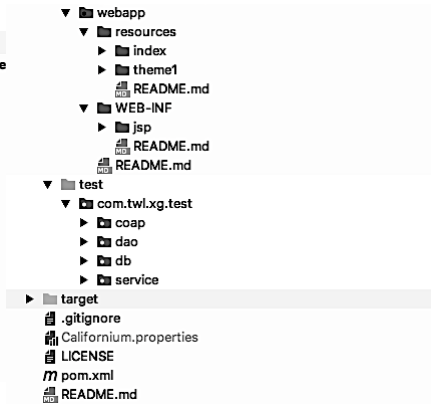 webapp
resources
index
theme1
README.md
WEB-INF
jsp
README.md
README.md
test
com.twl.xg.test
coap
dao
db
service
target
.gitignore
Californium.properties
LICENSE
pom.xml
README.md